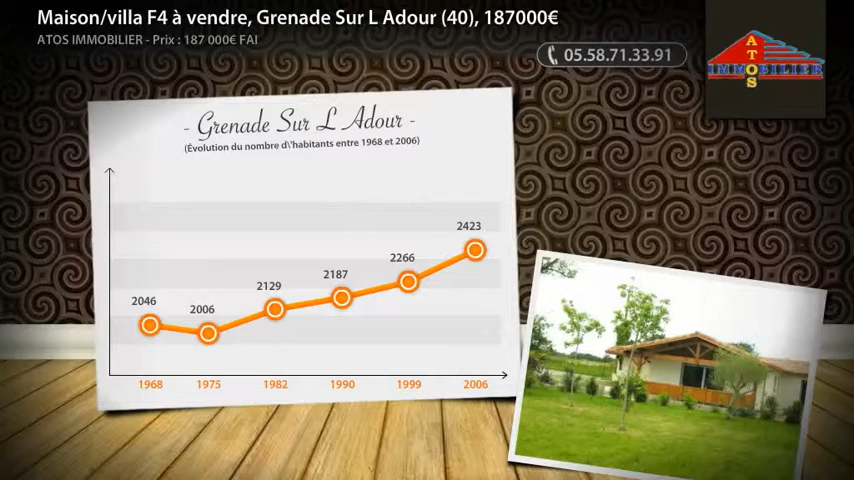 Maison/villa F4 à vendre, Grenade Sur L Adour (40), 187000€
ATOS IMMOBILIER - Prix : 187 000€ FAI
05.58.71.33.91
ATOS
IMMOBILIER
- Grenade Sur L Adour -
(Évolution du nombre d\'habitants entre 1968 et 2006)
2046
2006
2129
2187
2266
2423
1968 1975 1982 1990 1999 2006